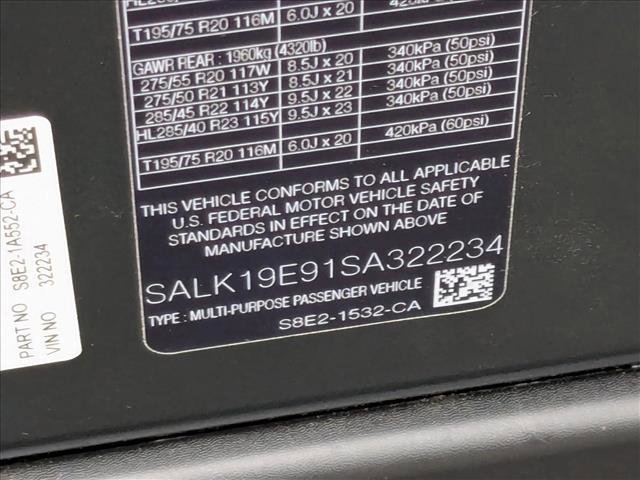 T195/75 R20 116M 6.0J x 20 420kPa (60psi)
GAWR REAR : 1960kg (4320lb)
275/55 R20 117W 8.5J x 20 340kPa (50psi)
275/50 R21 113Y 8.5J x 21 340kPa (50psi)
285/45 R22 114Y 9.5J x 22 340kPa (50psi)
HL285/40 R23 115Y 9.5J x 23 340kPa (50psi)
T195/75 R20 116M 6.0J x 20 420kPa (60psi)
THIS VEHICLE CONFORMS TO ALL APPLICABLE
U.S. FEDERAL MOTOR VEHICLE SAFETY
STANDARDS IN EFFECT ON THE DATE OF
MANUFACTURE SHOWN ABOVE
SALK19E91SA322234
TYPE : MULTI-PURPOSE PASSENGER VEHICLE
S8E2-1532-CA
PART NO S8E2-1A552-CA
VIN NO 322234